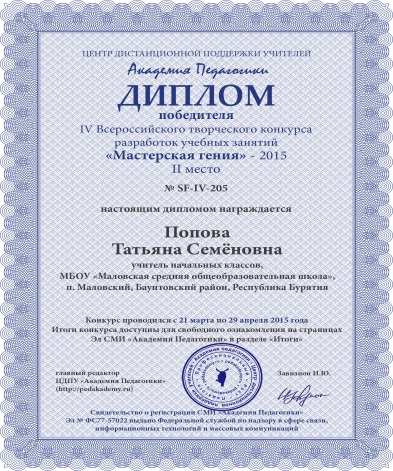 ЦЕНТР ДИСТАНЦИОННОЙ ПОДДЕРЖКИ УЧИТЕЛЕЙ
Академия Педагогики
ДИПЛОМ
победителя
IV Всероссийского творческого конкурса
разработок учебных занятий
«Мастерская гения» - 2015
II место
№ SF-IV-205
настоящим дипломом награждается
Попова
Татьяна Семёновна
учитель начальных классов,
МБОУ «Маловская средняя общеобразовательная школа»,
п. Маловский, Баунтовский район, Республика Бурятия
Конкурс проводился с 21 марта по 29 апреля 2015 года
Итоги конкурса доступны для свободного ознакомления на страницах
Эл СМИ «Академия Педагогики» в разделе «Итоги»
главный редактор
ЦДПУ «Академия Педагогики»
(http://pedakademy.ru)
Завизион И.Ю.
Свидетельство о регистрации СМИ «Академия Педагогики»
Эл № ФС77-57022 выдано Федеральной службой по надзору в сфере связи,
информационных технологий и массовых коммуникаций